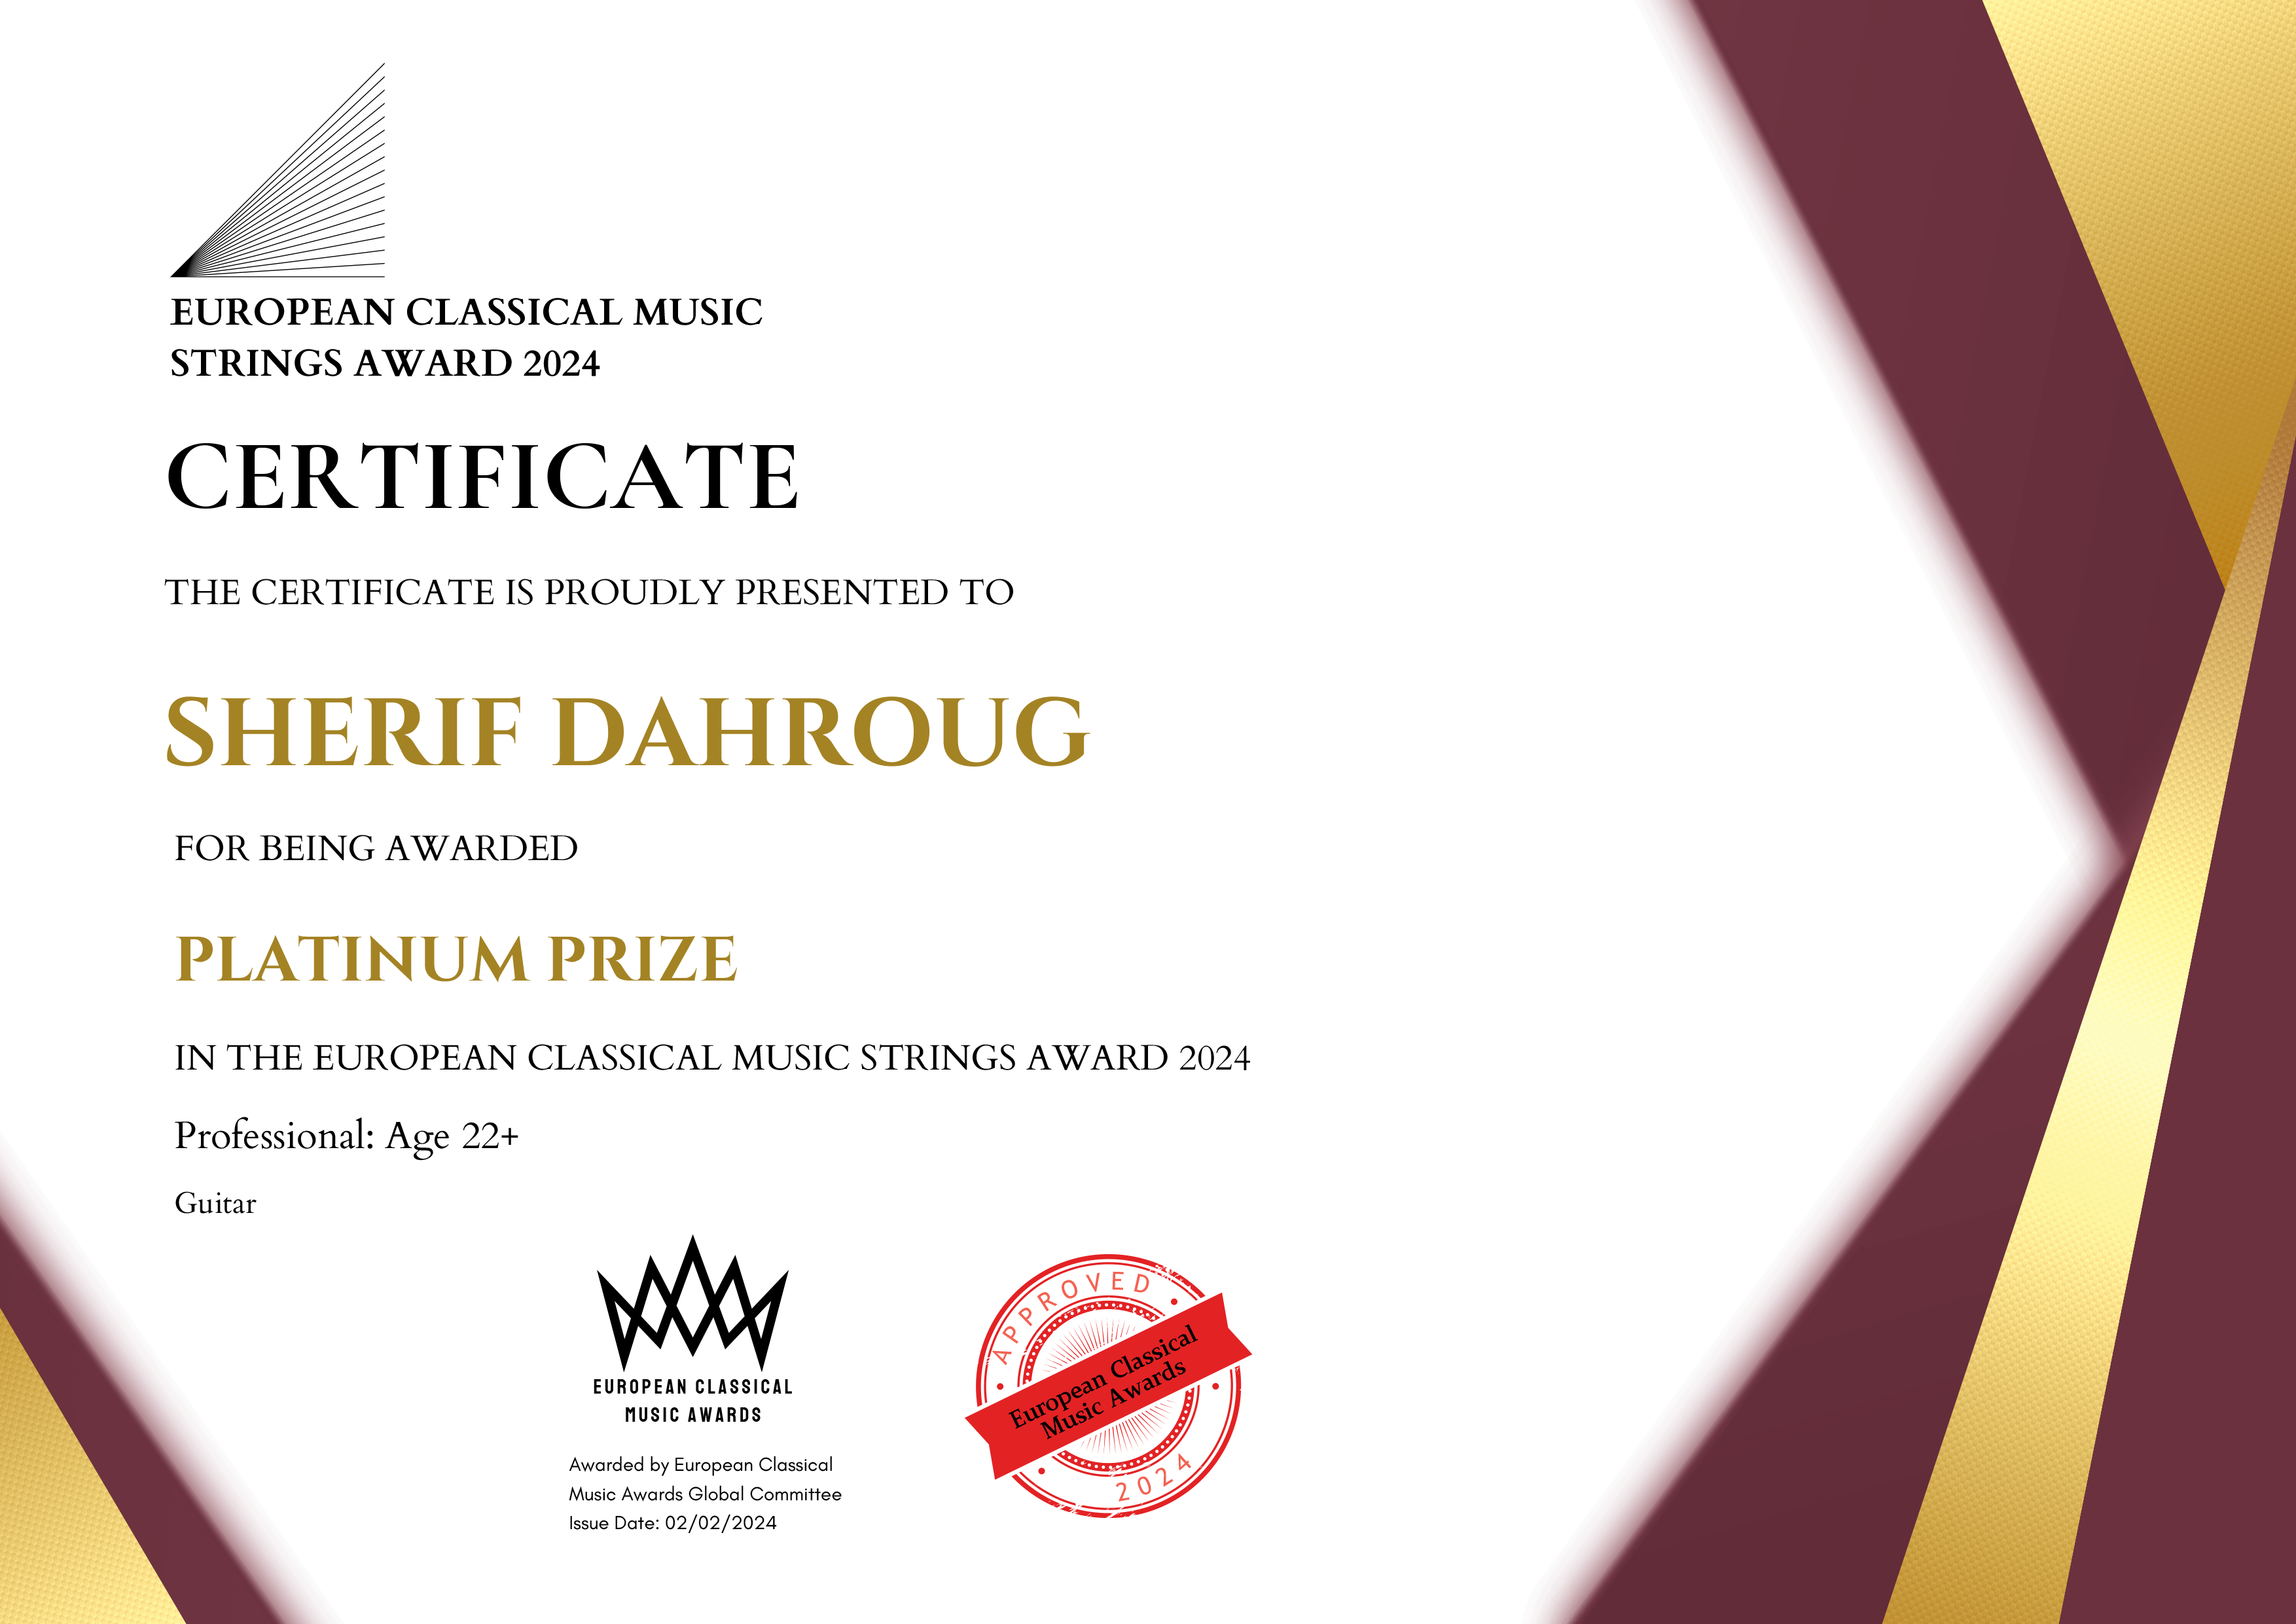 EUROPEAN CLASSICAL MUSIC
STRINGS AWARD 2024
CERTIFICATE
THE CERTIFICATE IS PROUDLY PRESENTED TO
SHERIF DAHROUG
FOR BEING AWARDED
PLATINUM PRIZE
IN THE EUROPEAN CLASSICAL MUSIC STRINGS AWARD 2024
Professional: Age 22+
Guitar
EUROPEAN CLASSICAL
MUSIC AWARDS
Awarded by European Classical
Music Awards Global Committee
Issue Date: 02/02/2024
APPROVED
European Classical
Music Awards
2024